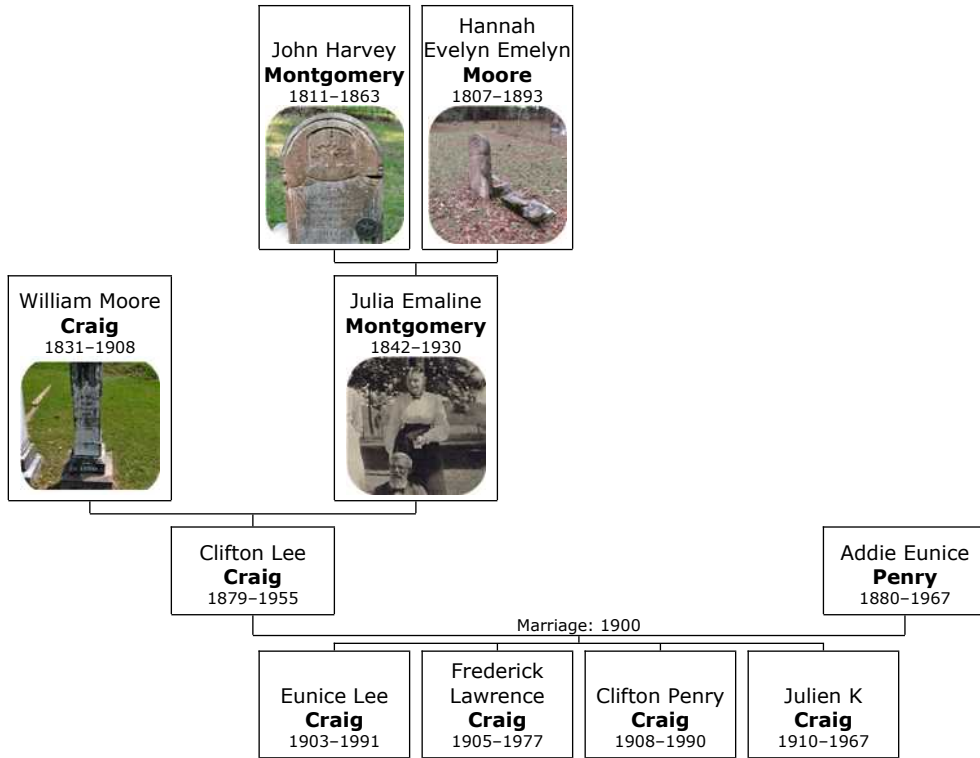 John Harvey
Montgomery
1811–1863
Hannah
Evelyn Emelyn
Moore
1807–1893
William Moore
Craig
1831–1908
Julia Emaline
Montgomery
1842–1930
Clifton Lee
Craig
1879–1955
Addie Eunice
Penry
1880–1967
Marriage: 1900
Eunice Lee
Craig
1903–1991
Frederick
Lawrence
Craig
1905–1977
Clifton Penry
Craig
1908–1990
Julien K
Craig
1910–1967